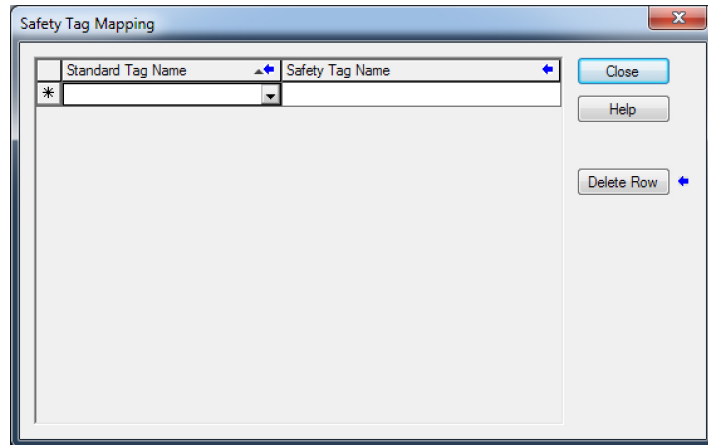 Safety Tag Mapping
Standard Tag Name Safety Tag Name
Close
Help
Delete Row